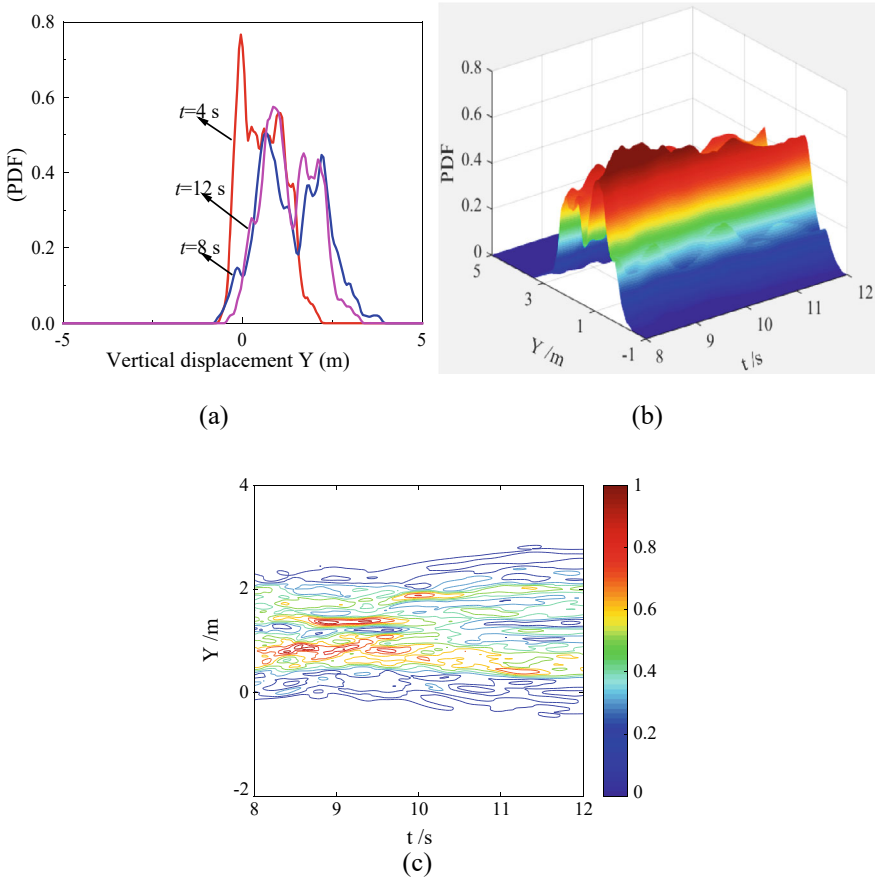 0.8
0.6
0.4
0.2
0.0
(PDF)
t=4 s
t=12 s
t=8 s
-5
0
5
Vertical displacement Y (m)
(a)
0.8
0.6
0.4
0.2
0
PDF
5
3
1
-1
Y /m
8
9
10
11
12
t /s
(b)
4
2
0
-2
Y /m
8
9
10
11
12
t /s
1
0.8
0.6
0.4
0.2
0
(c)